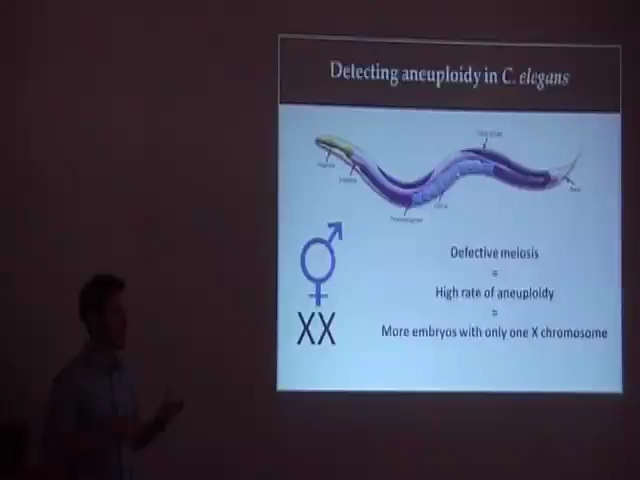 Detecting aneuploidy in C. elegans
Defective meiosis
=
High rate of aneuploidy
=
More embryos with only one X chromosome
XX